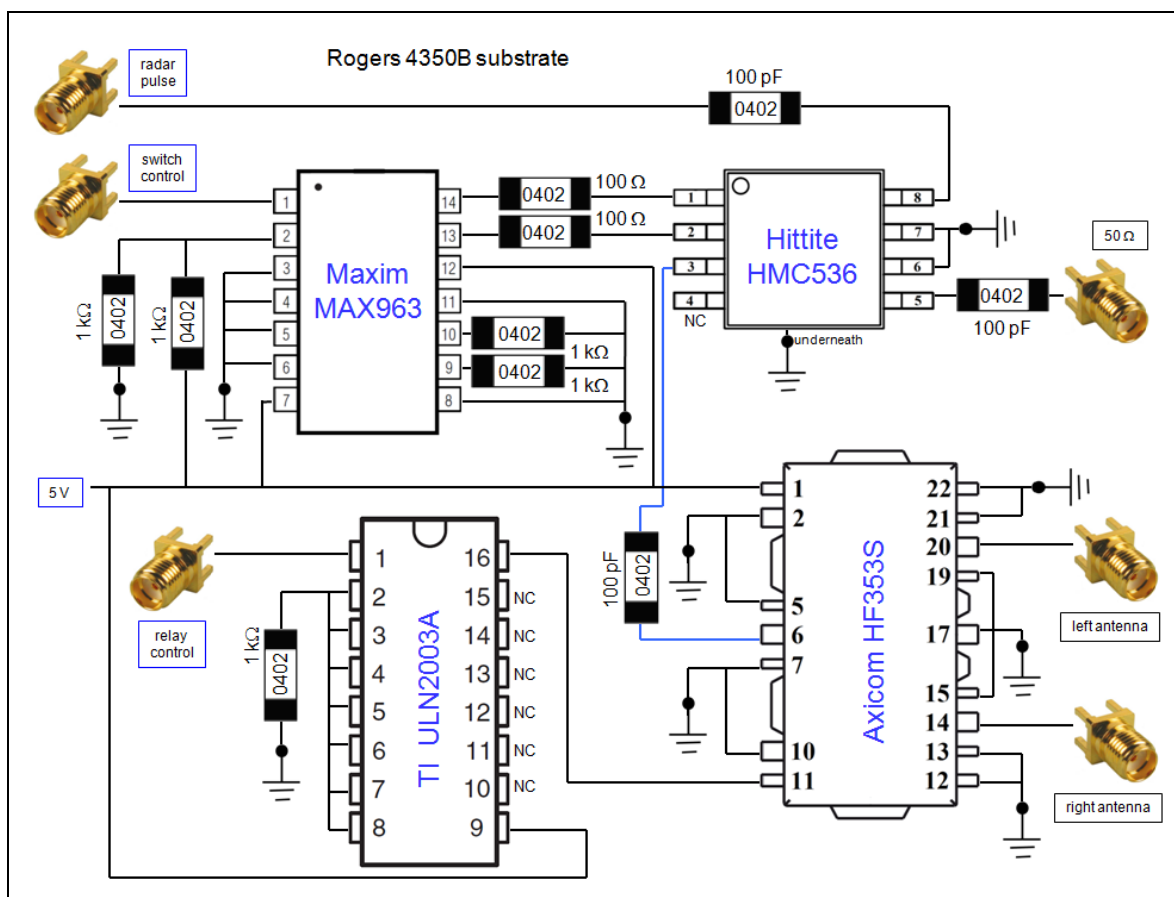 Rogers 4350B substrate
radar
pulse
100 pF
0402
switch
control
1
2
3
4
5
6
7
14
13
12
11
10
9
8
Maxim
MAX963
0402
100 Ω
0402
100 Ω
0402
1 kΩ
0402
1 kΩ
1 kΩ
0402
1 kΩ
0402
1
2
3
4
NC
8
7
6
5
Hittite
HMC536
underneath
50 Ω
0402
100 pF
5 V
relay
control
1 kΩ
0402
1
2
3
4
5
6
7
8
16
15
14
13
12
11
10
9
NC
NC
NC
NC
NC
NC
TI ULN2003A
100 pF
0402
1
2
5
6
7
10
11
22
21
20
19
17
15
14
13
12
Axicom HF353S
left antenna
right antenna